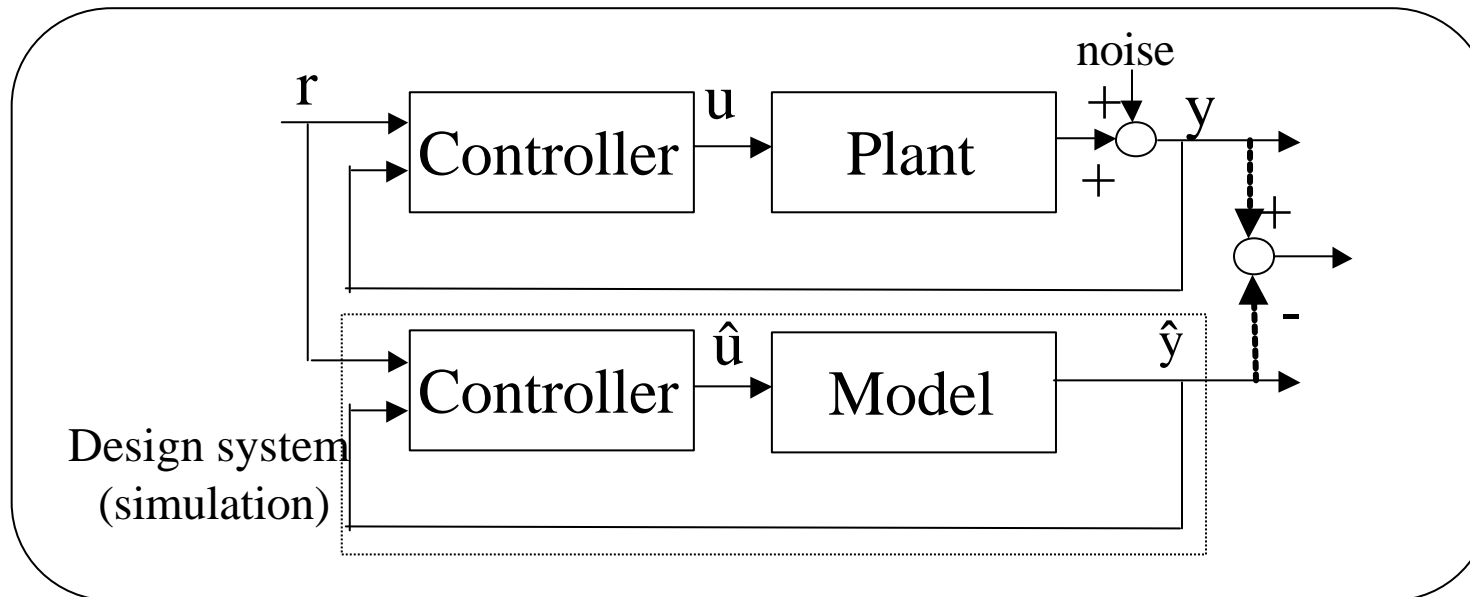 noise
r
u
+
y
Controller
Plant
+
+
û
ŷ
-
Controller
Model
Design system
(simulation)